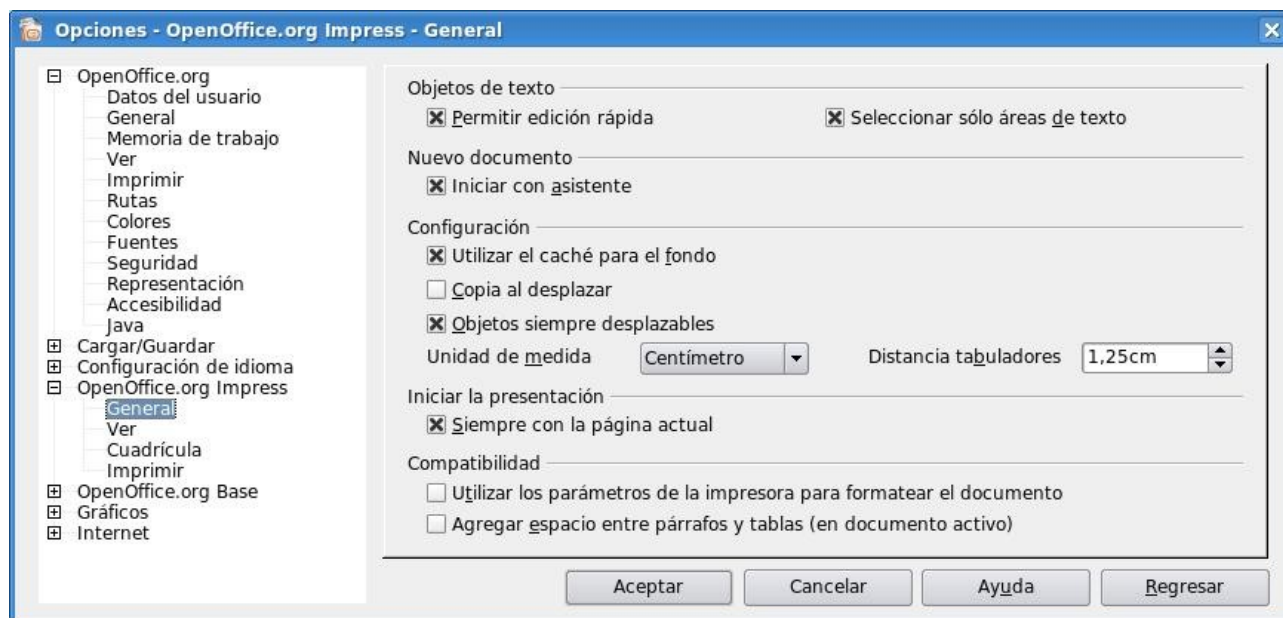 Opciones - OpenOffice.org Impress - General
OpenOffice.org
Datos del usuario
General
Memoria de trabajo
Ver
Imprimir
Rutas
Colores
Fuentes
Seguridad
Representación
Accesibilidad
Java
Cargar/Guardar
Configuración de idioma
OpenOffice.org Impress
General
Ver
Cuadrícula
Imprimir
OpenOffice.org Base
Gráficos
Internet
Objetos de texto
Permitir edición rápida
Seleccionar sólo áreas de texto
Nuevo documento
Iniciar con asistente
Configuración
Utilizar el caché para el fondo
Copia al desplazar
Objetos siempre desplazables
Unidad de medida Centímetro Distancia tabuladores 1,25cm
Iniciar la presentación
Siempre con la página actual
Compatibilidad
Utilizar los parámetros de la impresora para formatear el documento
Agregar espacio entre párrafos y tablas (en documento activo)
Aceptar Cancelar Ayuda Regresar